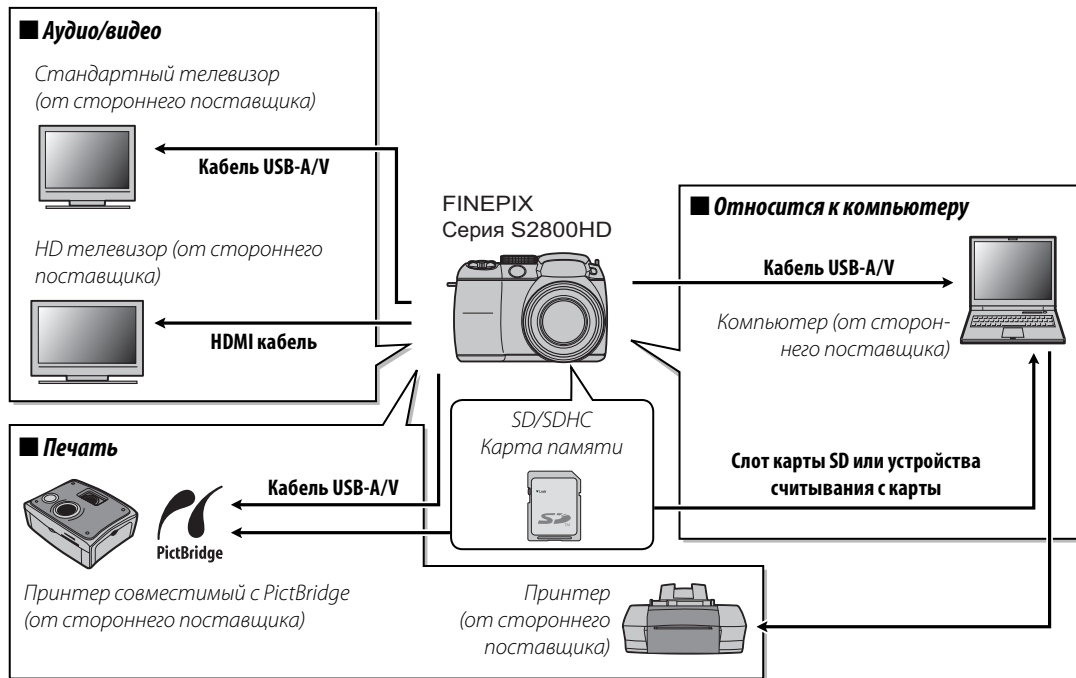 ■ Аудио/видео
Стандартный телевизор
(от стороннего поставщика)
Кабель USB-A/V
HD телевизор (от стороннего
поставщика)
HDMI кабель
FINEPIX
Серия S2800HD
■ Относится к компьютеру
Кабель USB-A/V
Компьютер (от сторон-
него поставщика)
SD/SDHC
Карта памяти
SD
Слот карты SD или устройства
считывания с карты
■ Печать
Кабель USB-A/V
PictBridge
Принтер совместимый с PictBridge
(от стороннего поставщика)
Принтер
(от стороннего
поставщика)